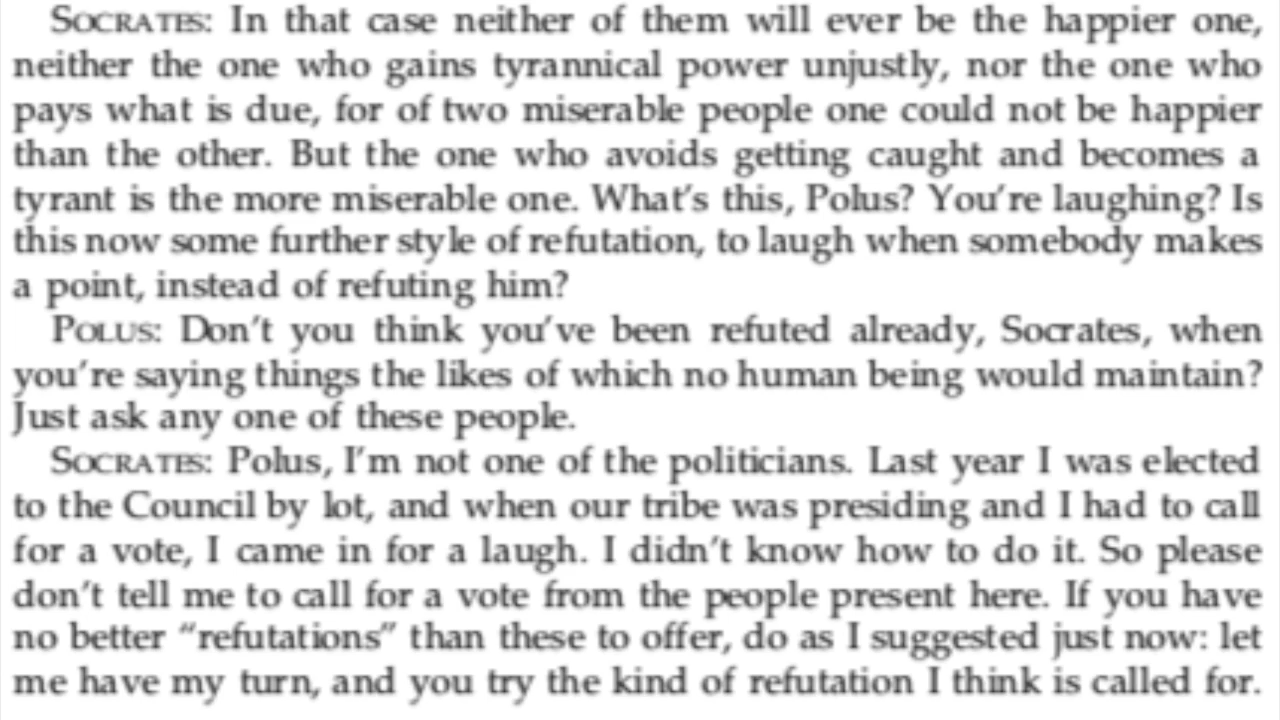 SOCRATES: In that case neither of them will ever be the happier one,
neither the one who gains tyrannical power unjustly, nor the one who
pays what is due, for of two miserable people one could not be happier
than the other. But the one who avoids getting caught and becomes a
tyrant is the more miserable one. What's this, Polus? You're laughing? Is
this now some further style of refutation, to laugh when somebody makes
a point, instead of refuting him?
POLUS: Don't you think you've been refuted already, Socrates, when
you're saying things the likes of which no human being would maintain?
Just ask any one of these people.
SOCRATES: Polus, I'm not one of the politicians. Last year I was elected
to the Council by lot, and when our tribe was presiding and I had to call
for a vote, I came in for a laugh. I didn't know how to do it. So please
don't tell me to call for a vote from the people present here. If you have
no better “refutations” than these to offer, do as I suggested just now: let
me have my turn, and you try the kind of refutation I think is called for.